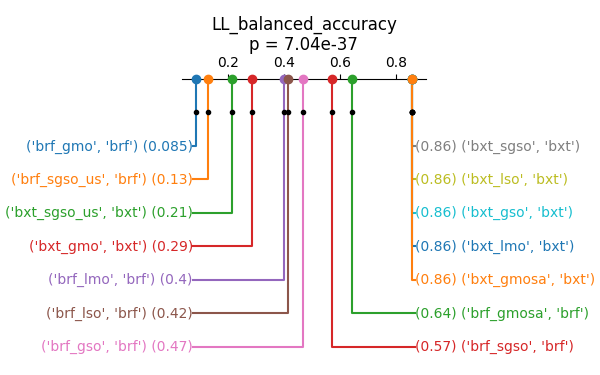 LL_balanced_accuracy
p = 7.04e-37
0.2 0.4 0.6 0.8
('brf_gmo', 'brf') (0.085)
('brf_sgso_us', 'brf') (0.13)
('bxt_sgso_us', 'bxt') (0.21)
('bxt_gmo', 'bxt') (0.29)
('brf_lmo', 'brf') (0.4)
('brf_lso', 'brf') (0.42)
('brf_gso', 'brf') (0.47)
(0.86) ('bxt_sgso', 'bxt')
(0.86) ('bxt_lso', 'bxt')
(0.86) ('bxt_gso', 'bxt')
(0.86) ('bxt_lmo', 'bxt')
(0.86) ('bxt_gmosa', 'bxt')
(0.64) ('brf_gmosa', 'brf')
(0.57) ('brf_sgso', 'brf')